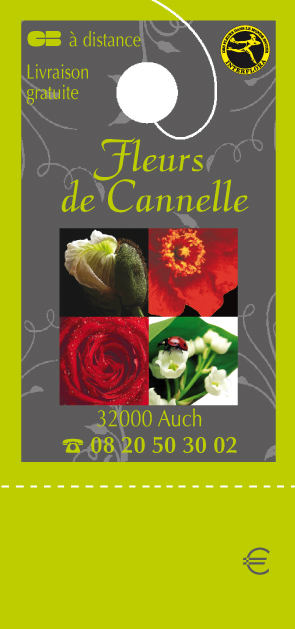 CB à distance
Livraison
gratuite
INTERFLORA
Fleurs
de Cannelle
32000 Auch
☎ 08 20 50 30 02
€